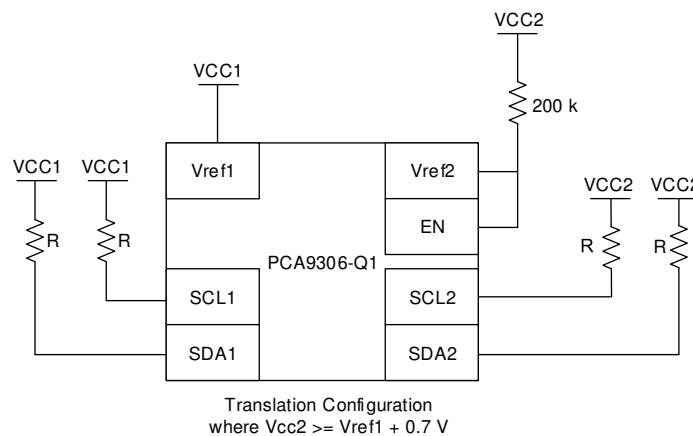 VCC2
VCC1
200 k
VCC1 VCC1
Vref1
Vref2
VCC2 VCC2
EN
R
R
R
R
PCA9306-Q1
SCL1
SCL2
SDA1
SDA2
Translation Configuration
where Vcc2 >= Vref1 + 0.7 V